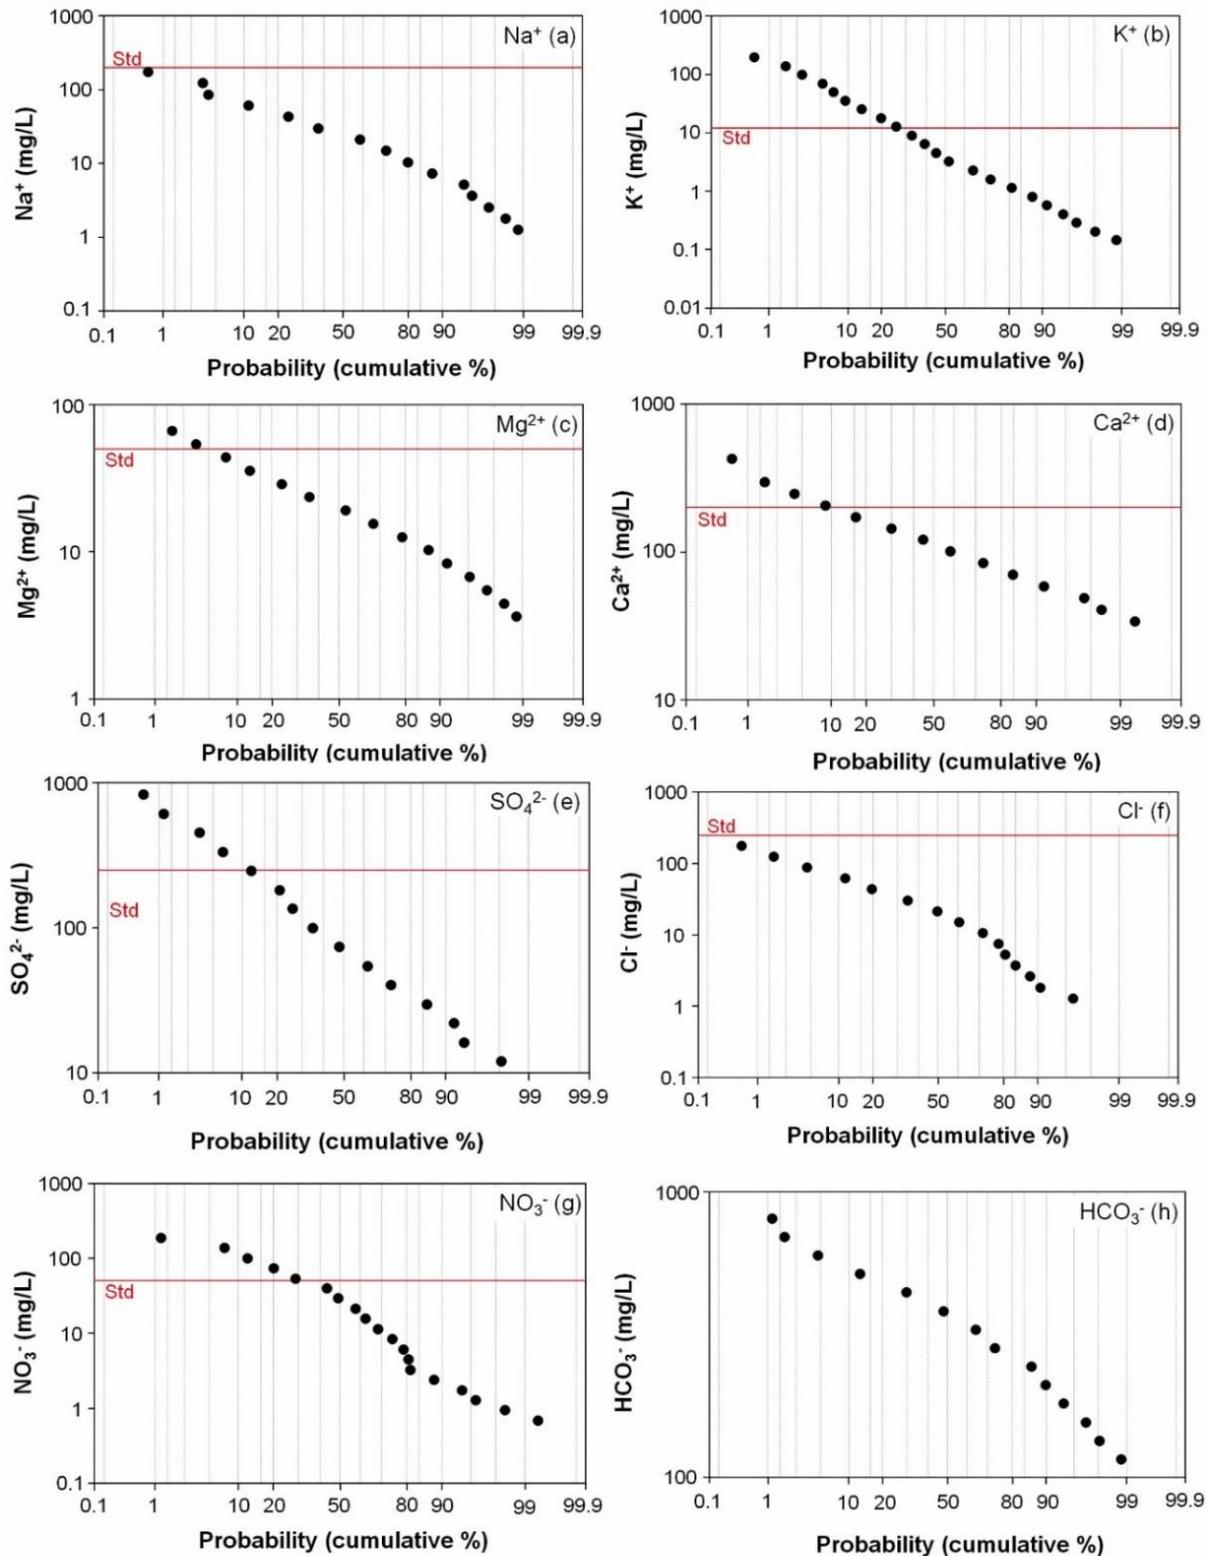 1000
Na⁺ (a)
Std
100
10
1
0.1
Na⁺ (mg/L)
0.1 1 10 20 50 80 90 99 99.9
Probability (cumulative %)
1000
K⁺ (b)
100
10
Std
1
0.1
0.01
K⁺ (mg/L)
0.1 1 10 20 50 80 90 99 99.9
Probability (cumulative %)
100
Mg²⁺ (c)
Std
10
1
Mg²⁺ (mg/L)
0.1 1 10 20 50 80 90 99 99.9
Probability (cumulative %)
1000
Ca²⁺ (d)
Std
100
10
Ca²⁺ (mg/L)
0.1 1 10 20 50 80 90 99 99.9
Probability (cumulative %)
1000
SO₄²⁻ (e)
Std
100
10
SO₄²⁻ (mg/L)
0.1 1 10 20 50 80 90 99 99.9
Probability (cumulative %)
1000
Cl⁻ (f)
Std
100
10
1
0.1
Cl⁻ (mg/L)
0.1 1 10 20 50 80 90 99 99.9
Probability (cumulative %)
1000
NO₃⁻ (g)
100
Std
10
1
0.1
NO₃⁻ (mg/L)
0.1 1 10 20 50 80 90 99 99.9
Probability (cumulative %)
1000
HCO₃⁻ (h)
100
HCO₃⁻ (mg/L)
0.1 1 10 20 50 80 90 99 99.9
Probability (cumulative %)